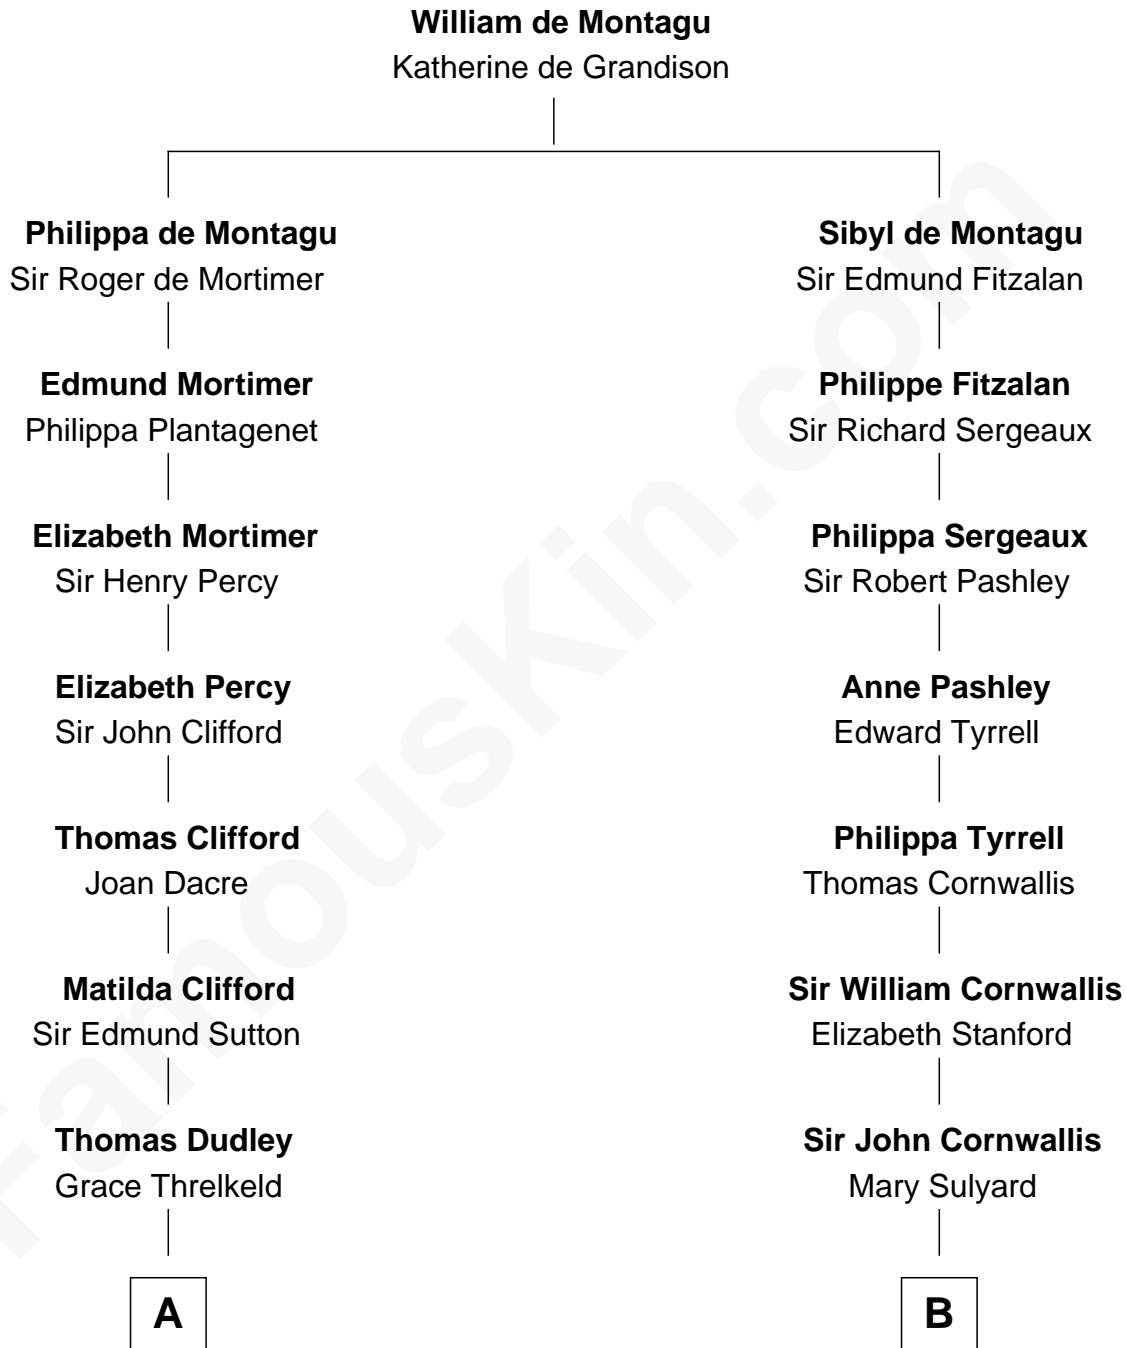 William de Montagu
Katherine de Grandison
Philippa de Montagu
Sir Roger de Mortimer
Sibyl de Montagu
Sir Edmund Fitzalan
Edmund Mortimer
Philippa Plantagenet
Philippe Fitzalan
Sir Richard Sergeaux
Elizabeth Mortimer
Sir Henry Percy
Philippa Sergeaux
Sir Robert Pashley
Elizabeth Percy
Sir John Clifford
Anne Pashley
Edward Tyrrell
Thomas Clifford
Joan Dacre
Philippa Tyrrell
Thomas Cornwallis
Matilda Clifford
Sir Edmund Sutton
Sir William Cornwallis
Elizabeth Stanford
Thomas Dudley
Grace Threlkeld
Sir John Cornwallis
Mary Sulyard
A
B
FamousKin.com